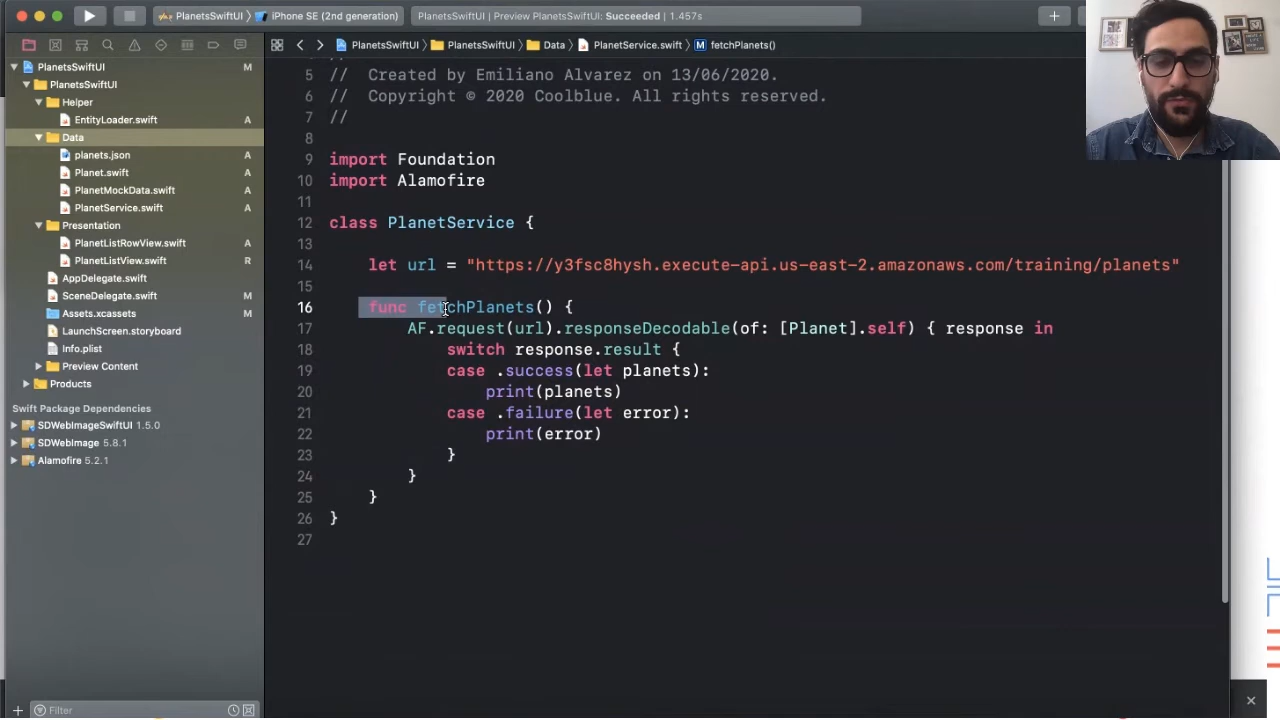 PlanetsSwiftUI
iPhone SE (2nd generation)
PlanetsSwiftUI | Preview PlanetsSwiftUI: Succeeded | 1.457s
PlanetsSwiftUI
PlanetsSwiftUI
Data
PlanetService.swift
M
fetchPlanets()
PlanetsSwiftUI M
PlanetsSwiftUI
Helper
EntityLoader.swift A
Data
planets.json A
Planet.swift A
PlanetMockData.swift A
PlanetService.swift A
Presentation
PlanetListRowView.swift A
PlanetListView.swift R
AppDelegate.swift
SceneDelegate.swift M
Assets.xcassets M
LaunchScreen.storyboard
Info.plist
Preview Content
Products
Swift Package Dependencies
SDWebImageSwiftUI 1.5.0
SDWebImage 5.8.1
Alamofire 5.2.1
Filter
5 // Created by Emiliano Alvarez on 13/06/2020.
6 // Copyright © 2020 Coolblue. All rights reserved.
7 //
8
9 import Foundation
10 import Alamofire
11
12 class PlanetService {
13
14 let url = "https://y3fsc8hysh.execute-api.us-east-2.amazonaws.com/training/planets"
15
16 func fetchPlanets() {
17 AF.request(url).responseDecodable(of: [Planet].self) { response in
18 switch response.result {
19 case .success(let planets):
20 print(planets)
21 case .failure(let error):
22 print(error)
23 }
24 }
25 }
26 }
27